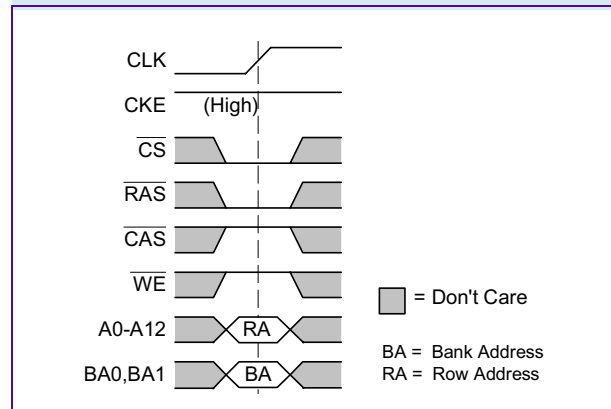 CLK
CKE (High)
CS
RAS
CAS
WE
= Don't Care
A0-A12 RA
BA = Bank Address
BA0,BA1 BA
RA = Row Address